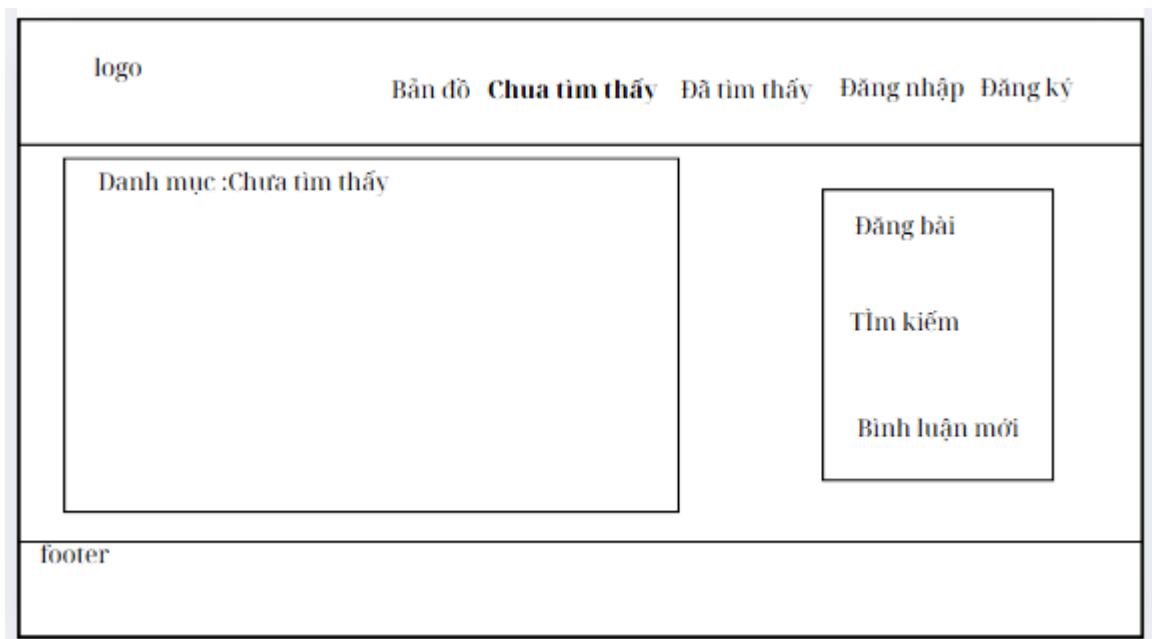 logo
Bản đồ Chua tìm thấy Đã tìm thấy Đăng nhập Đăng ký
Danh mục :Chưa tìm thấy
Đăng bài
TÌm kiếm
Bình luận mới
footer